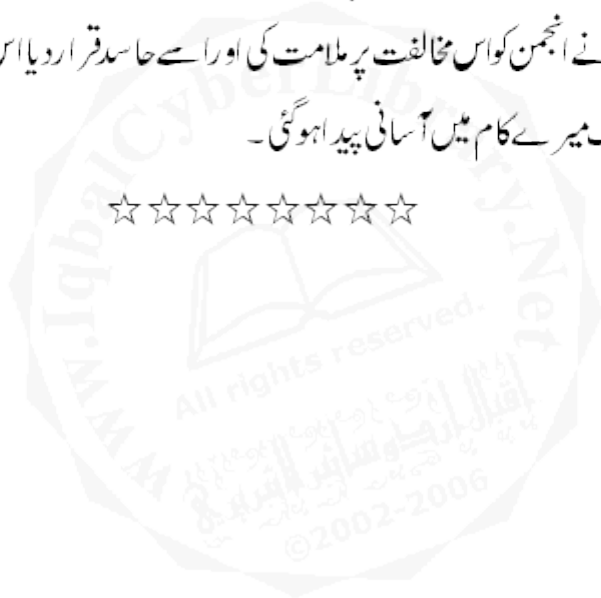 نے انجمن کو اس مخالفت پر ملامت کی اور اسے حاسد قرار دیا اس
میرے کام میں آسانی پیدا ہوگئی ۔
☆☆☆☆☆☆☆☆
www.IqbalCyberLibrary.Net
All rights reserved.
©2002-2006